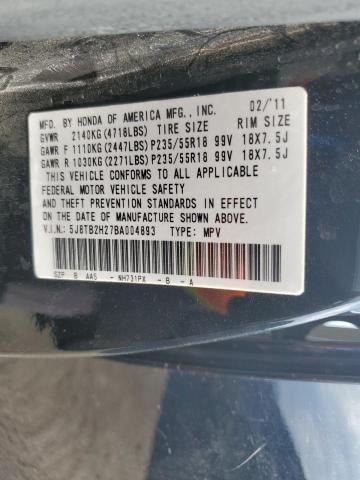 MFD. BY HONDA OF AMERICA MFG., INC. 02/'11
GVWR 2140KG(4718LBS) TIRE SIZE RIM SIZE
GAWR F 1110KG(2447LBS)P235/55R18 99V 18X7.5J
GAWR R 1030KG(2271LBS)P235/55R18 99V 18X7.5J
THIS VEHICLE CONFORMS TO ALL APPLICABLE
FEDERAL MOTOR VEHICLE SAFETY
AND THEFT PREVENTION STANDARDS IN EFFECT
ON THE DATE OF MANUFACTURE SHOWN ABOVE.
V.I.N.: 5J8TB2H27BA004893 TYPE: MPV
SZP B AAS - NH731PX - B - A